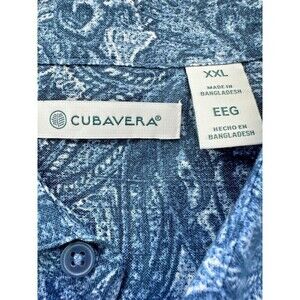 CUBAVERA®
XXL
MADE IN
BANGLADESH
EEG
HECHO EN
BANGLADESH